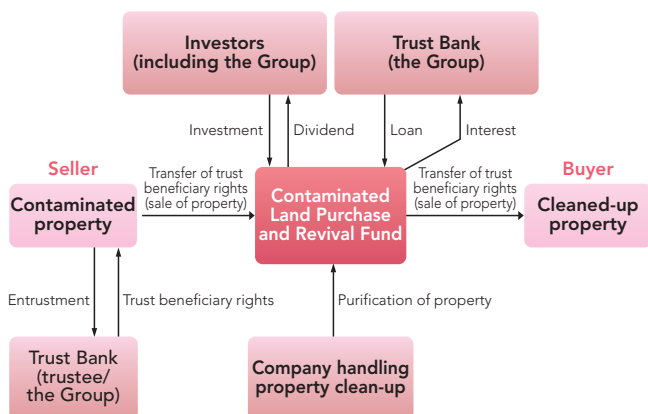 Investors
(including the Group)
Trust Bank
(the Group)
Investment
Dividend
Loan
Interest
Seller
Transfer of trust
beneficiary rights
(sale of property)
Transfer of trust
beneficiary rights
(sale of property)
Buyer
Contaminated
property
Contaminated
Land Purchase
and Revival Fund
Cleaned-up
property
Entrustment
Trust beneficiary rights
Purification of property
Trust Bank
(trustee/
the Group)
Company handling
property clean-up